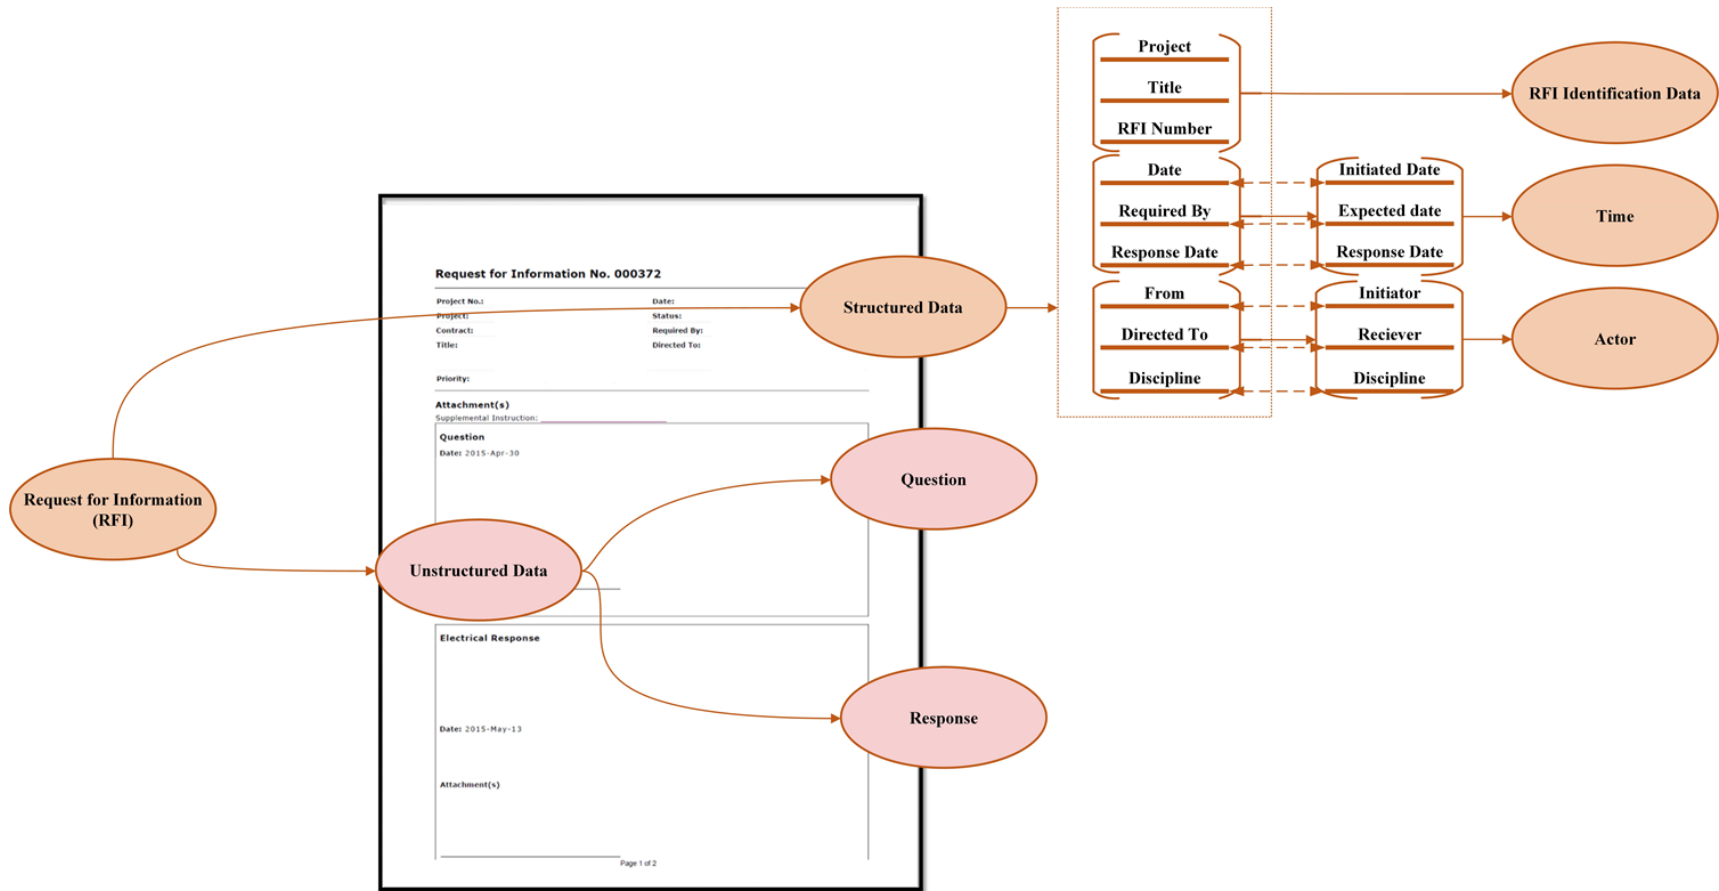 Project
Title
RFI Number
RFI Identification Data
Date
Initiated Date
Required By
Expected date
Time
Response Date
Response Date
From
Initiator
Directed To
Reciever
Actor
Discipline
Discipline
Request for Information No. 000372
Structured Data
Project No.:
Date:
Project:
Status:
Contract:
Required By:
Title:
Directed To:
Priority:
Attachment(s)
Supplemental Instruction:
Question
Date: 2015-Apr-30
Question
Request for Information
(RFI)
Unstructured Data
Electrical Response
Response
Date: 2015-May-13
Attachment(s)
Page 1 of 2